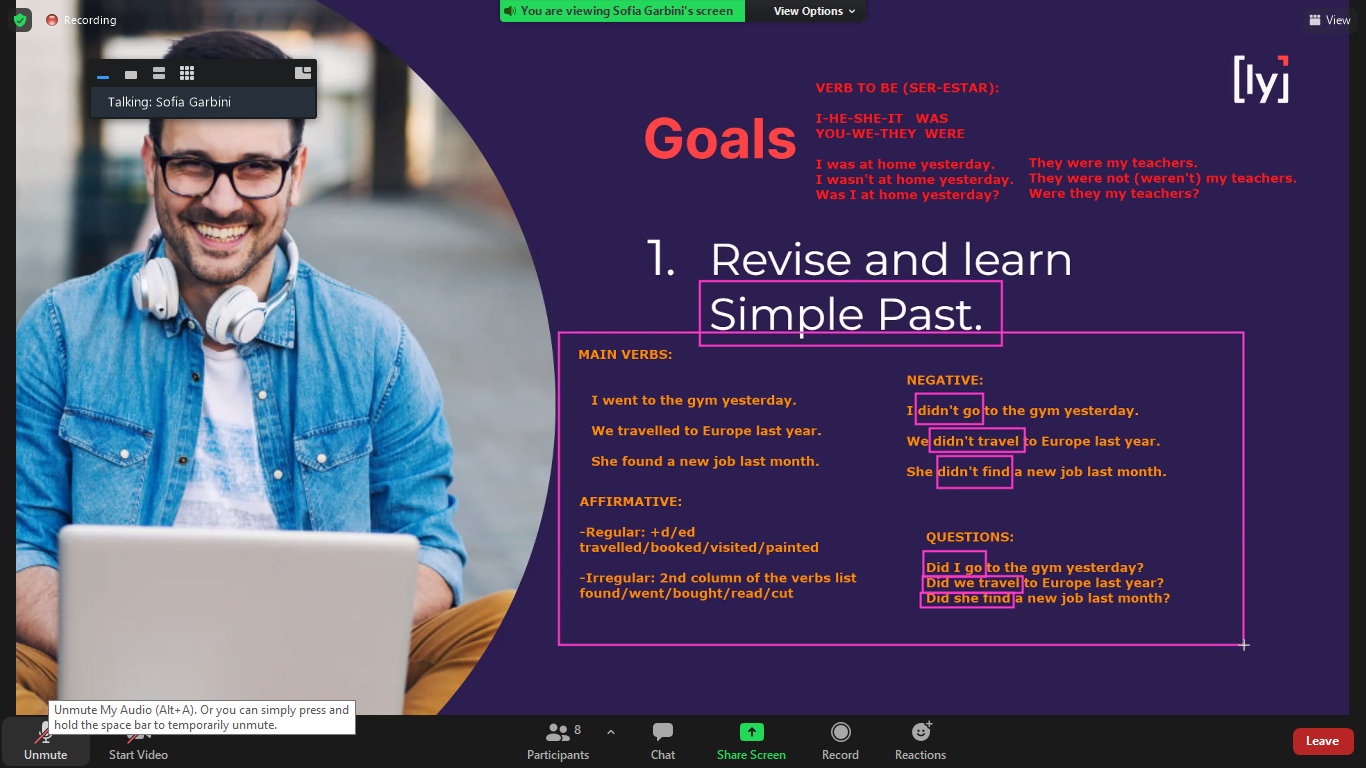 Recording
You are viewing Sofia Garbini's screen
View Options
View
Talking: Sofia Garbini
[ly]
VERB TO BE (SER-ESTAR):
I-HE-SHE-IT WAS
YOU-WE-THEY WERE
Goals
I was at home yesterday.
I wasn't at home yesterday.
Was I at home yesterday?
They were my teachers.
They were not (weren't) my teachers.
Were they my teachers?
1. Revise and learn
Simple Past.
MAIN VERBS:
I went to the gym yesterday.
We travelled to Europe last year.
She found a new job last month.
AFFIRMATIVE:
-Regular: +d/ed
travelled/booked/visited/painted
-Irregular: 2nd column of the verbs list
found/went/bought/read/cut
NEGATIVE:
I didn't go to the gym yesterday.
We didn't travel to Europe last year.
She didn't find a new job last month.
QUESTIONS:
Did I go to the gym yesterday?
Did we travel to Europe last year?
Did she find a new job last month?
Unmute My Audio (Alt+A). Or you can simply press and
hold the space bar to temporarily unmute.
Unmute
Start Video
Participants
8
Chat
Share Screen
Record
Reactions
Leave